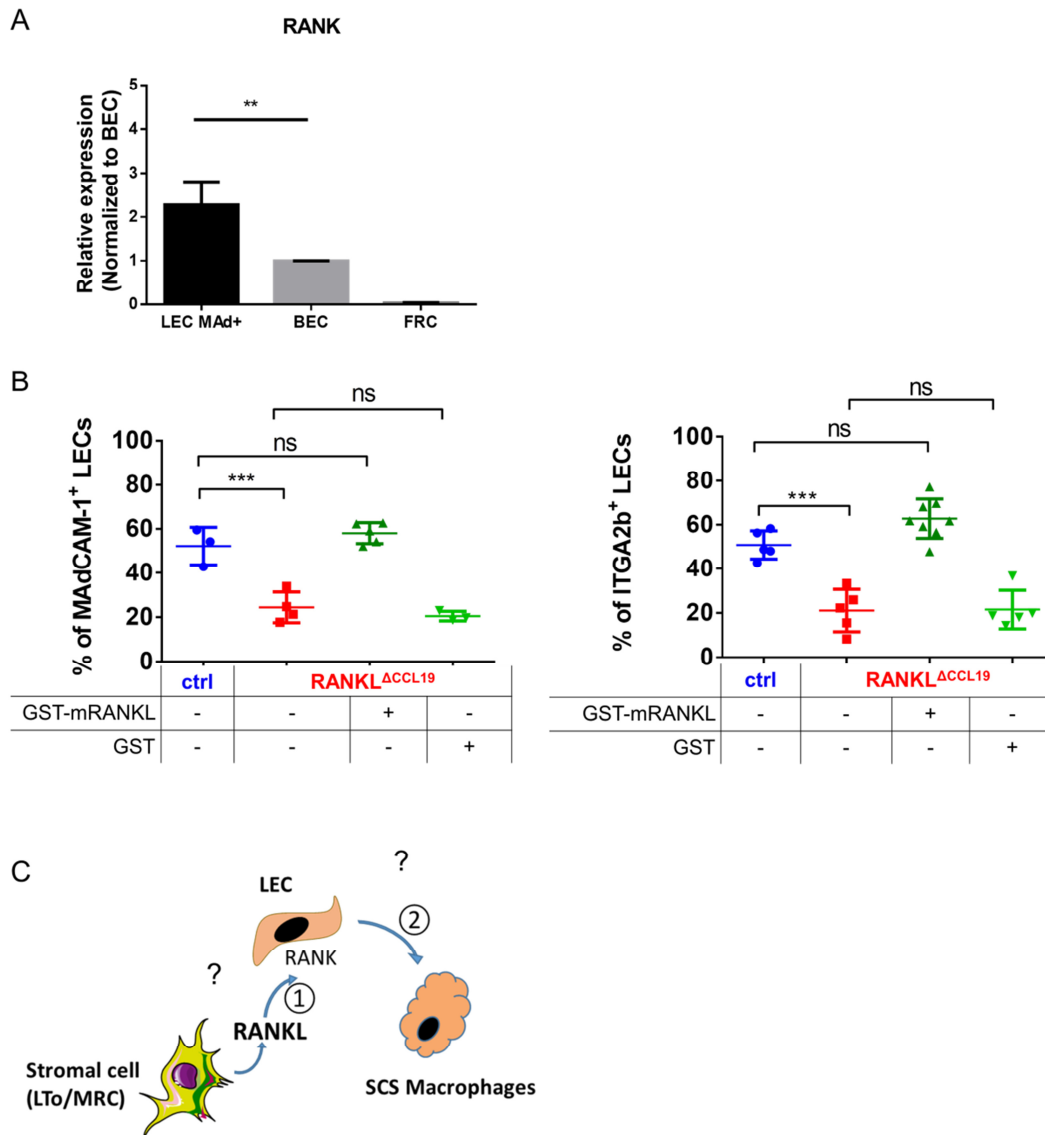 A
RANK
Relative expression
(Normalized to BEC)
5
4
3
2
1
0
**
LEC MAd+ BEC FRC
B
% of MAdCAM-1+ LECs
100
80
60
40
20
0
ns
ns
***
ctrl RANKLΔCCL19
GST-mRANKL - - + -
GST - - - +
% of ITGA2b+ LECs
100
80
60
40
20
0
ns
ns
***
ctrl RANKLΔCCL19
GST-mRANKL - - + -
GST - - - +
C
?
LEC
2
RANK
?
1
RANKL
Stromal cell
(LTo/MRC)
SCS Macrophages